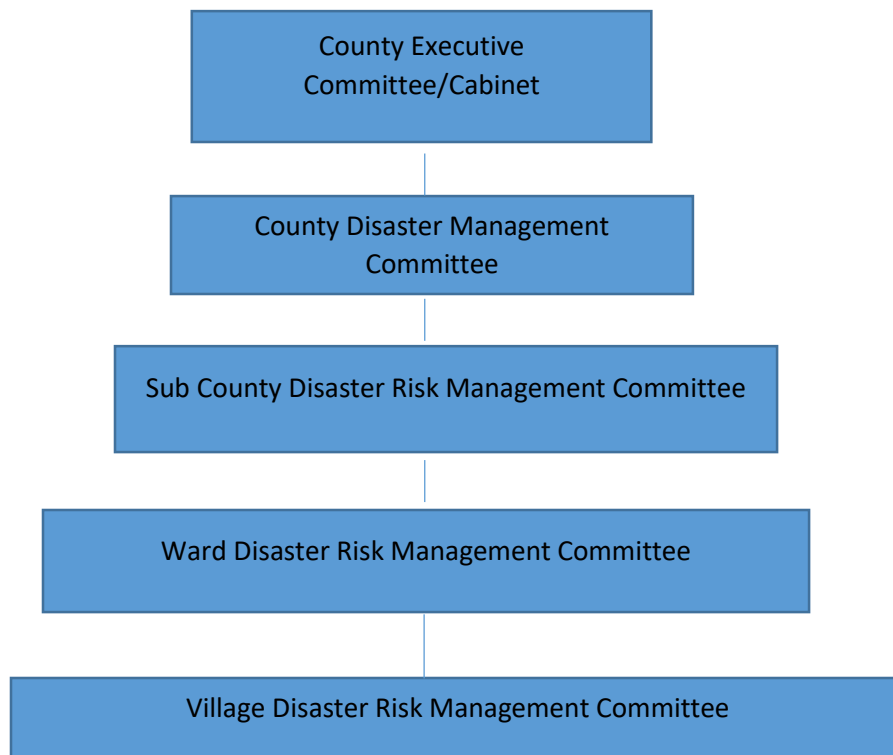 County Executive
Committee/Cabinet
County Disaster Management
Committee
Sub County Disaster Risk Management Committee
Ward Disaster Risk Management Committee
Village Disaster Risk Management Committee